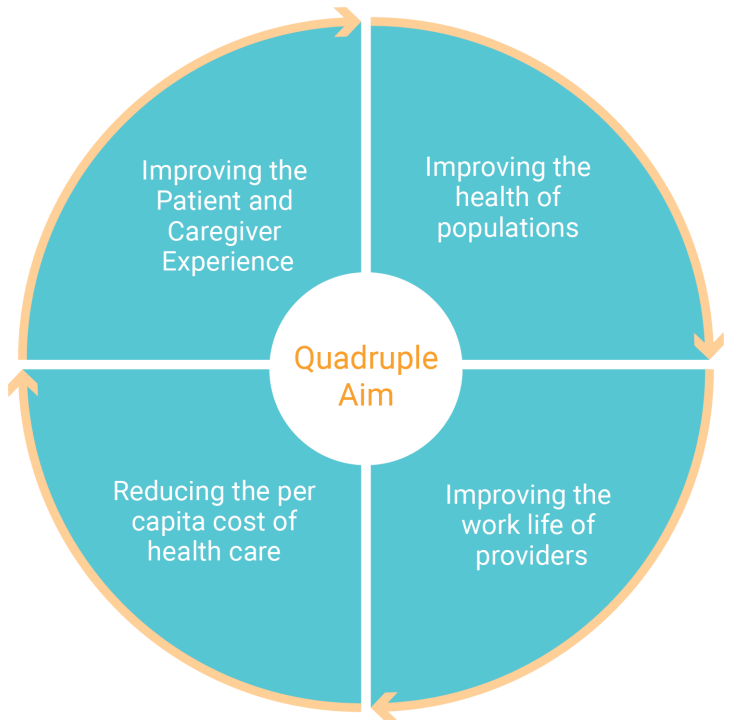 Improving the
Patient and
Caregiver
Experience
Improving the
health of
populations
Quadruple
Aim
Reducing the per
capita cost of
health care
Improving the
work life of
providers